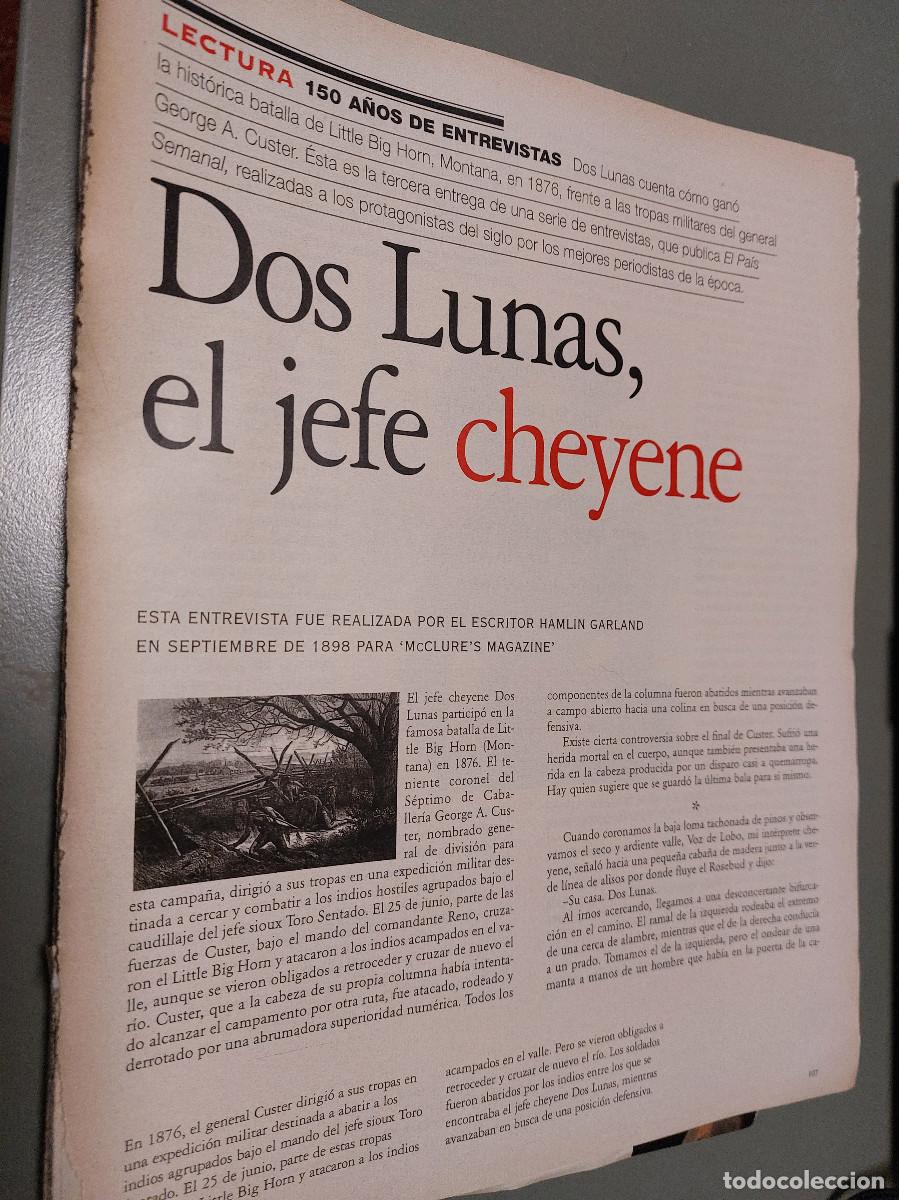 LECTURA 150 AÑOS DE ENTREVISTAS Dos Lunas cuenta cómo ganó
la histórica batalla de Little Big Horn, Montana, en 1876, frente a las tropas militares del general
George A. Custer. Ésta es la tercera entrega de una serie de entrevistas, que publica El País
Semanal, realizadas a los protagonistas del siglo por los mejores periodistas de la época.
Dos Lunas,
el jefe cheyene
ESTA ENTREVISTA FUE REALIZADA POR EL ESCRITOR HAMLIN GARLAND
EN SEPTIEMBRE DE 1898 PARA ‘McCLURE’S MAGAZINE’
El jefe cheyene Dos
Lunas participó en la
famosa batalla de Lit-
tle Big Horn (Mon-
tana) en 1876. El te-
niente coronel del
Séptimo de Caba-
llería George A. Cus-
ter, nombrado gene-
ral de división para
esta campaña, dirigió a sus tropas en una expedición militar des-
tinada a cercar y combatir a los indios hostiles agrupados bajo el
caudillaje del jefe sioux Toro Sentado. El 25 de junio, parte de las
fuerzas de Custer, bajo el mando del comandante Reno, cruza-
ron el Little Big Horn y atacaron a los indios acampados en el va-
lle, aunque se vieron obligados a retroceder y cruzar de nuevo el
río. Custer, que a la cabeza de su propia columna había intenta-
do alcanzar el campamento por otra ruta, fue atacado, rodeado y
derrotado por una abrumadora superioridad numérica. Todos los
componentes de la columna fueron abatidos mientras avanzaban
a campo abierto hacia una colina en busca de una posición de-
fensiva.
Existe cierta controversia sobre el final de Custer. Sufrió una
herida mortal en el cuerpo, aunque también presentaba una he-
rida en la cabeza producida por un disparo casi a quemarropa.
Hay quien sugiere que se guardó la última bala para sí mismo.
*
Cuando coronamos la baja loma tachonada de pinos y obser-
vamos el seco y ardiente valle, Voz de Lobo, mi intérprete che-
yene, señaló hacia una pequeña cabaña de madera junto a la ver-
de línea de alisos por donde fluye el Rosebud y dijo:
–Su casa. Dos Lunas.
Al irnos acercando, llegamos a una desconcertante bifurca-
ción en el camino. El ramal de la izquierda rodeaba el extremo
de una cerca de alambre, mientras que el de la derecha conducía
a un prado. Tomamos el de la izquierda, pero el ondear de una
manta a manos de un hombre que había en la puerta de la ca-
En 1876, el general Custer dirigió a sus tropas en
una expedición militar destinada a abatir a los
indios agrupados bajo el mando del jefe sioux Toro
El 25 de junio, parte de estas tropas
Big Horn y atacaron a los indios
acampados en el valle. Pero se vieron obligados a
retroceder y cruzar de nuevo el río. Los soldados
fueron abatidos por los indios entre los que se
encontraba el jefe cheyene Dos Lunas, mientras
avanzaban en busca de una posición defensiva.
107
todocoleccion